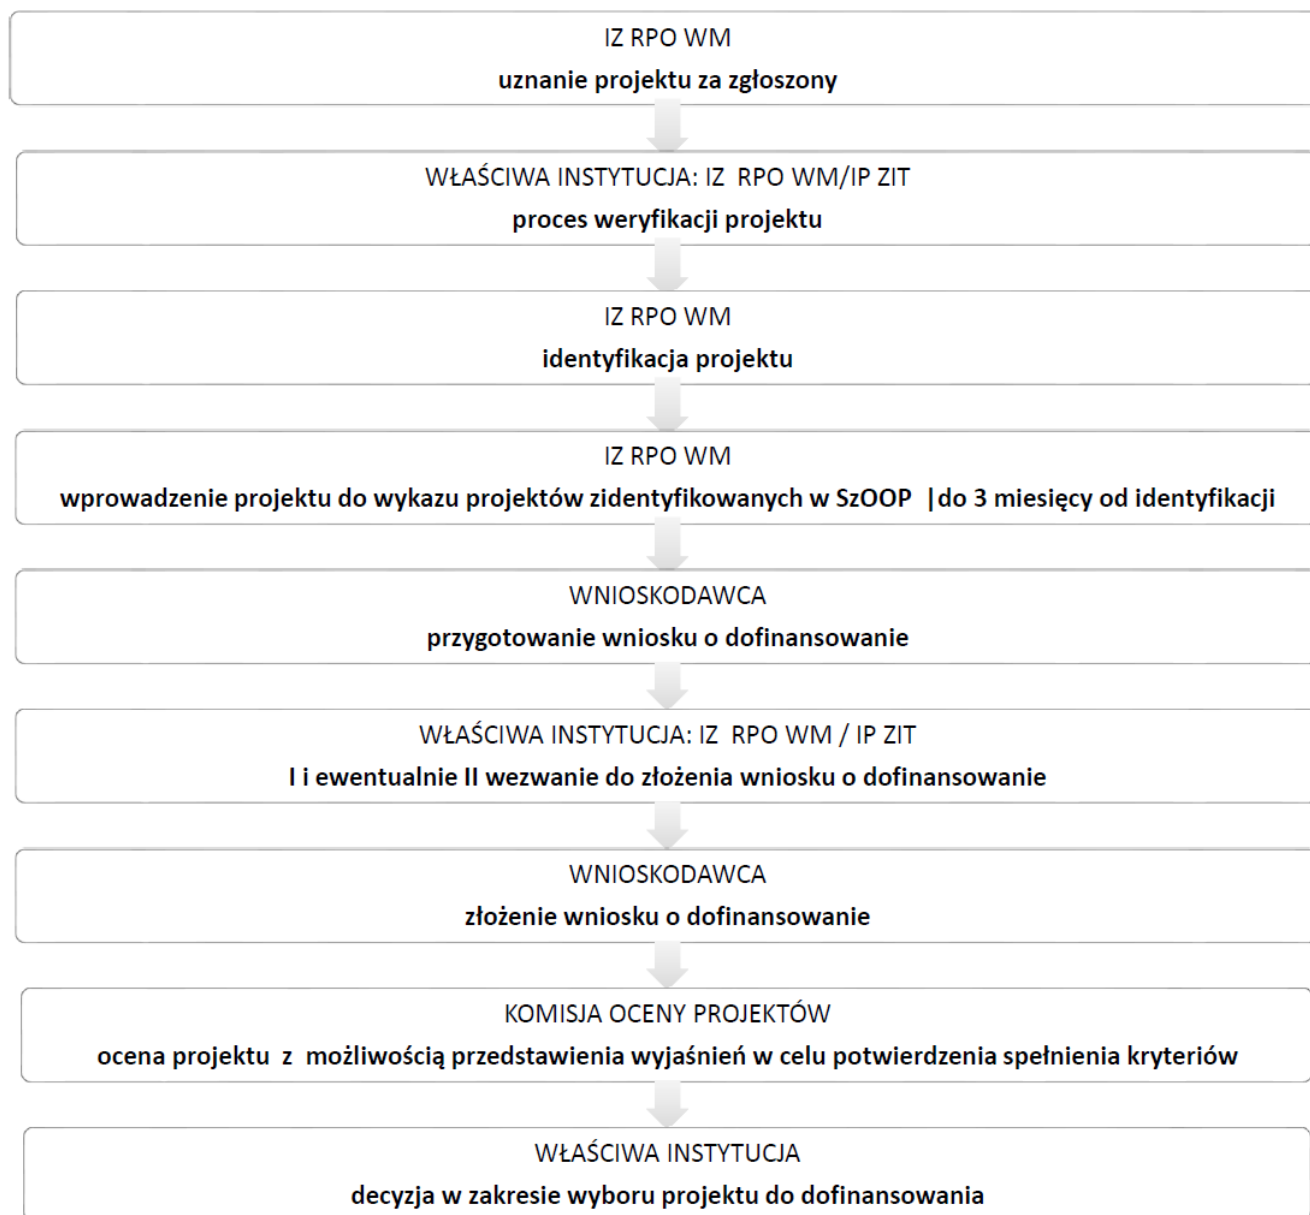 IZ RPO WM
uznanie projektu za zgłoszony
WŁAŚCIWA INSTYTUCJA: IZ RPO WM/IP ZIT
proces weryfikacji projektu
IZ RPO WM
identyfikacja projektu
IZ RPO WM
wprowadzenie projektu do wykazu projektów zidentyfikowanych w SzOOP |do 3 miesięcy od identyfikacji
WNIOSKODAWCA
przygotowanie wniosku o dofinansowanie
WŁAŚCIWA INSTYTUCJA: IZ RPO WM / IP ZIT
I i ewentualnie II wezwanie do złożenia wniosku o dofinansowanie
WNIOSKODAWCA
złożenie wniosku o dofinansowanie
KOMISJA OCENY PROJEKTÓW
ocena projektu z możliwością przedstawienia wyjaśnień w celu potwierdzenia spełnienia kryteriów
WŁAŚCIWA INSTYTUCJA
decyzja w zakresie wyboru projektu do dofinansowania